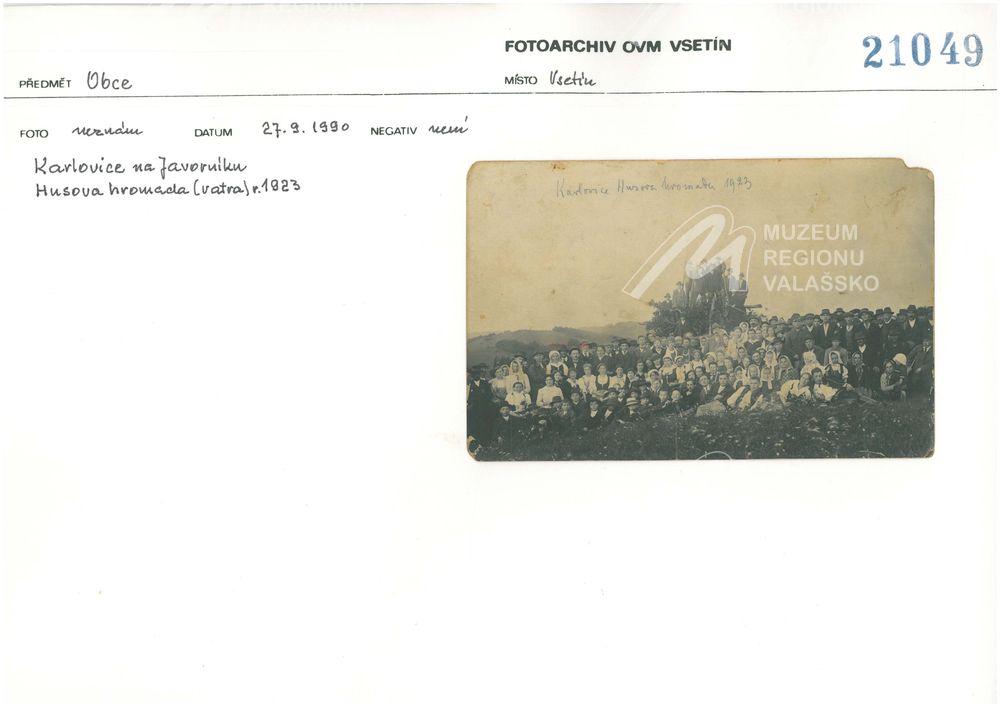 FOTOARCHIV OVM VSETÍN
21049
PŘEDMĚT Obce
MÍSTO Vsetín
FOTO neznám DATUM 27.9.1990 NEGATIV není
Karlovice na Javorníku
Husova hromada (vatra) r.1923
Karlovice Husova hromada 1923
MUZEUM
REGIONU
VALAŠSKO